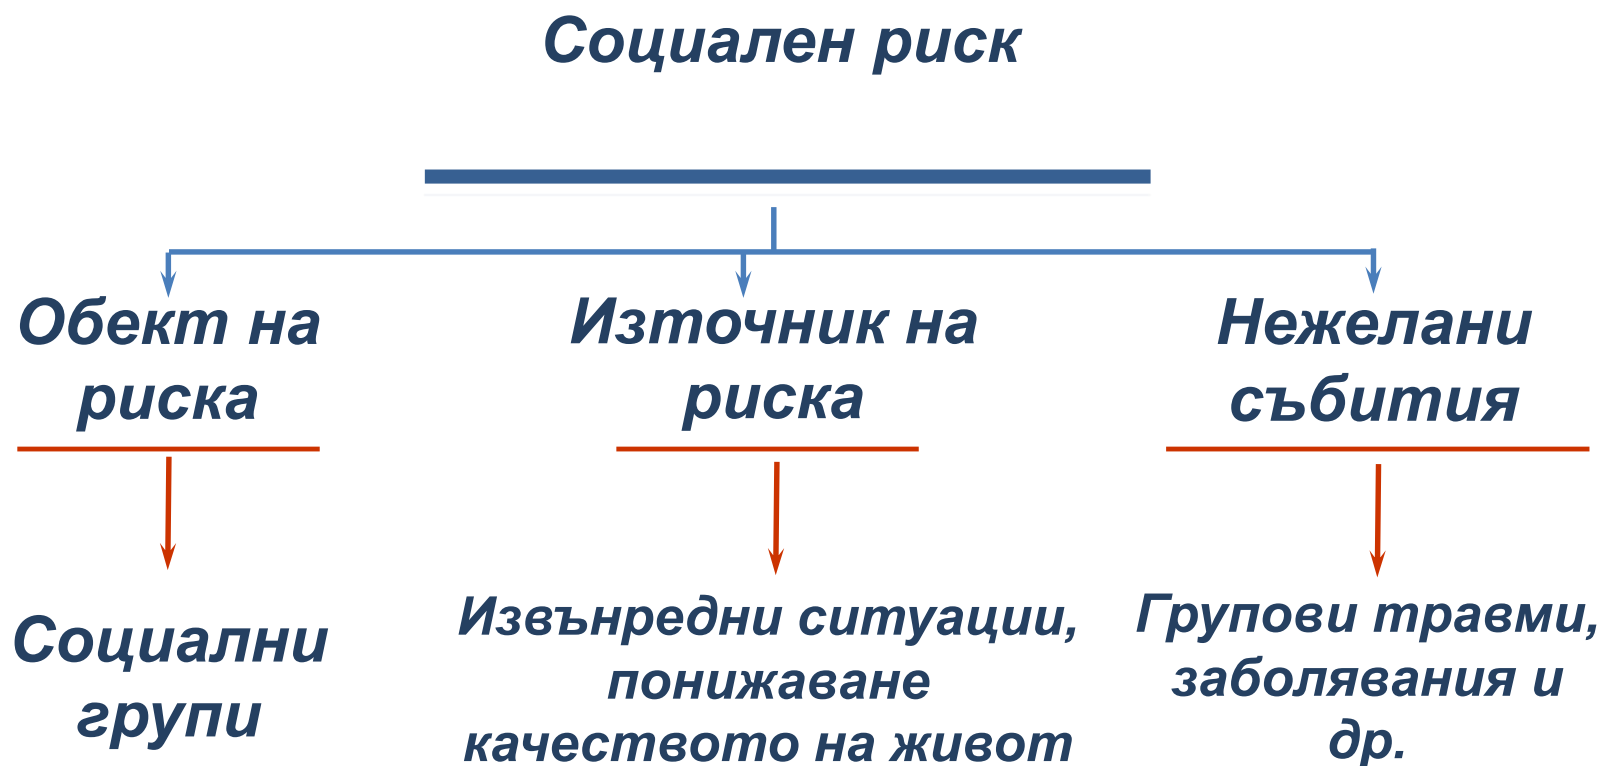 Социален риск
Обект на
риска
Източник на
риска
Нежелани
събития
Социални
групи
Извънредни ситуации,
понижаване
качеството на живот
Групови травми,
заболявания и
др.